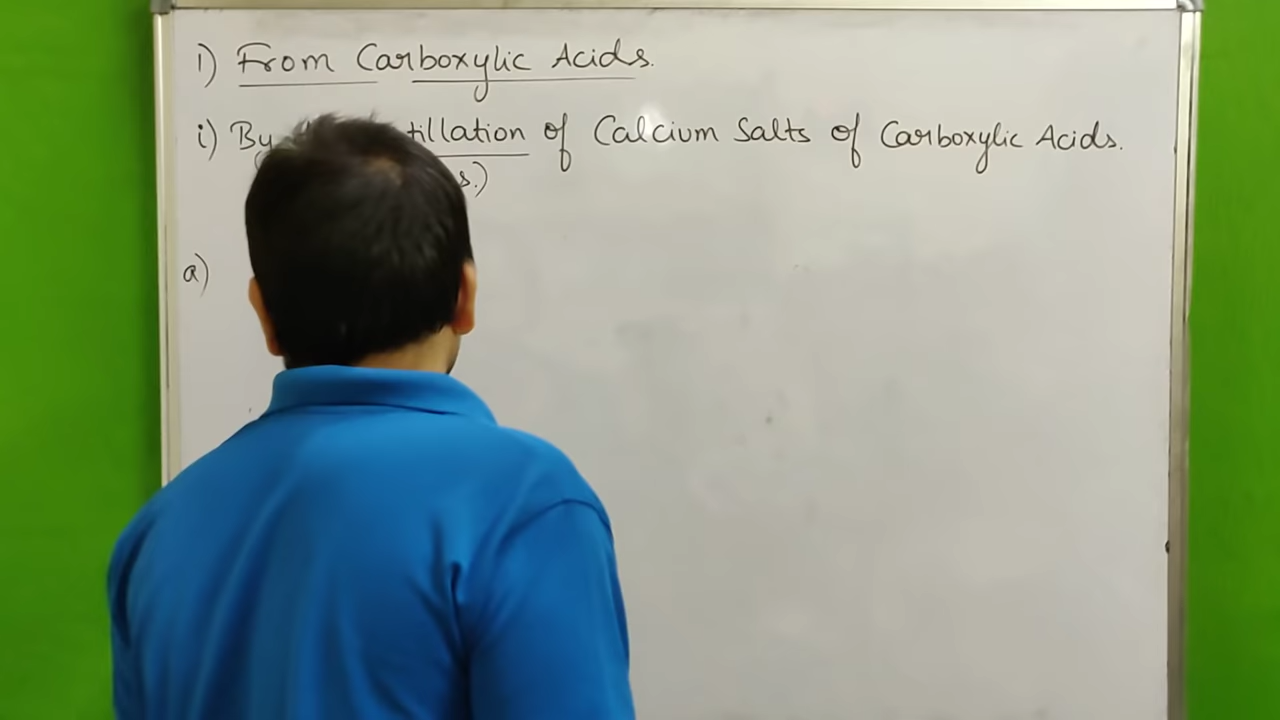 1) From Carboxylic Acids.
i) By tillation of Calcium Salts of Carboxylic Acids.
s.)
a)